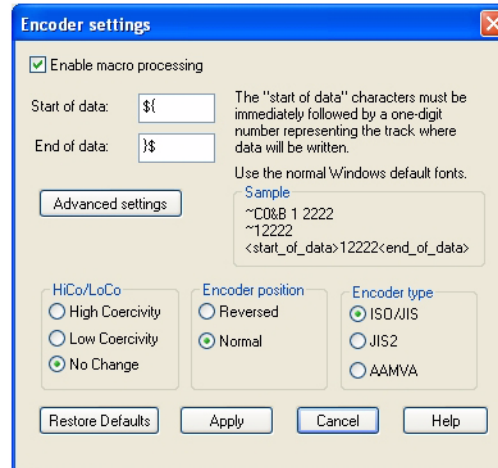 Encoder settings
Enable macro processing
Start of data:
${
End of data:
}$
The "start of data" characters must be
immediately followed by a one-digit
number representing the track where
data will be written.
Use the normal Windows default fonts.
Advanced settings
Sample
~C0&B 1 2222
~12222
<start_of_data>12222<end_of_data>
HiCo/LoCo
High Coercivity
Low Coercivity
No Change
Encoder position
Reversed
Normal
Encoder type
ISO/JIS
JIS2
AAMVA
Restore Defaults
Apply
Cancel
Help